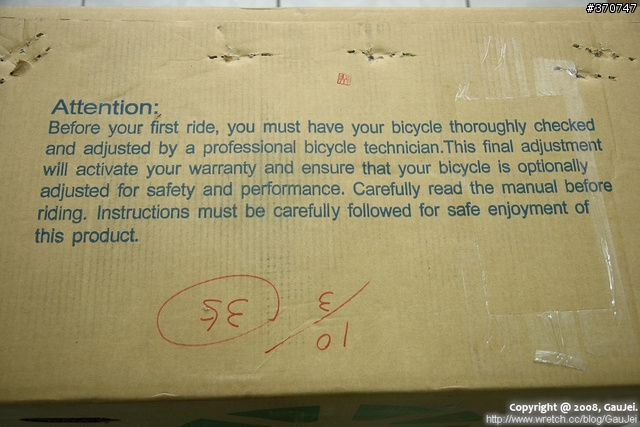 #370747
Attention:
Before your first ride, you must have your bicycle thoroughly checked
and adjusted by a professional bicycle technician.This final adjustment
will activate your warranty and ensure that your bicycle is optionally
adjusted for safety and performance. Carefully read the manual before
riding. Instructions must be carefully followed for safe enjoyment of
this product.
10/3
35
Copyright @ 2008, GauJei.
http://www.wretch.cc/blog/GauJei